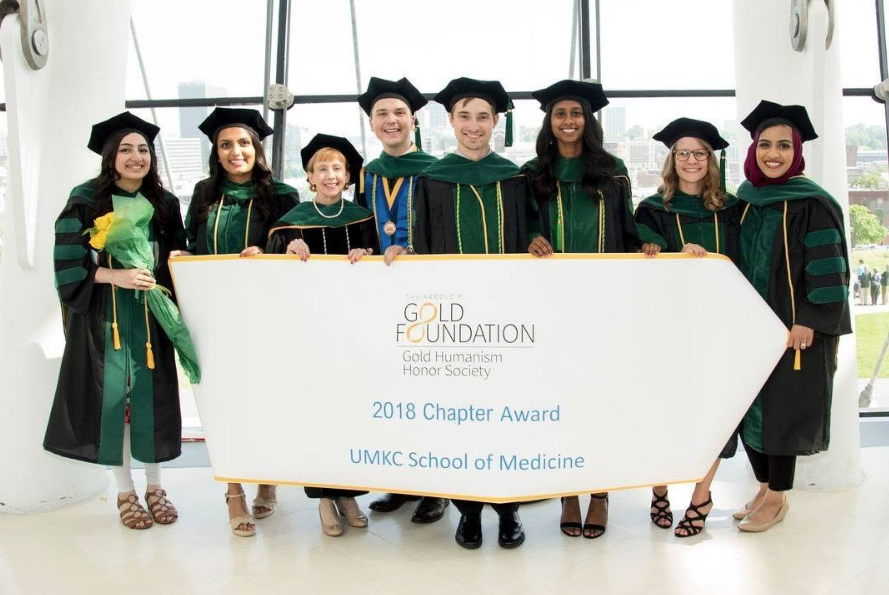 THE ARNOLD P.
GOLD
FOUNDATION
Gold Humanism
Honor Society
2018 Chapter Award
UMKC School of Medicine